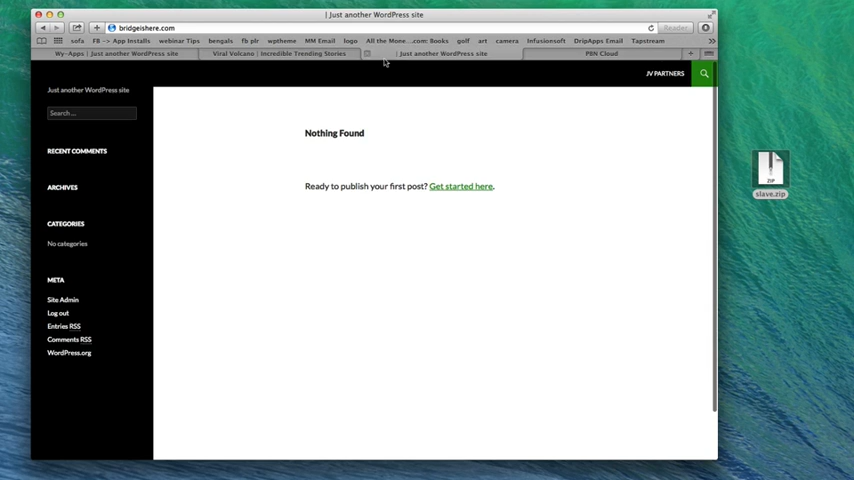 | Just another WordPress site
bridgeishere.com
Reader
sofa FB -> App Installs webinar Tips bengals fb plr wptheme MM Email logo All the Mone...com: Books golf art camera Infusionsoft DripApps Email Tapstream
Wy-Apps | Just another WordPress site
Viral Volcano | Incredible Trending Stories
| Just another WordPress site
PBN Cloud
JV PARTNERS
Just another WordPress site
Search ...
Nothing Found
RECENT COMMENTS
Ready to publish your first post? Get started here.
ARCHIVES
CATEGORIES
No categories
META
Site Admin
Log out
Entries RSS
Comments RSS
WordPress.org
ZIP
slave.zip